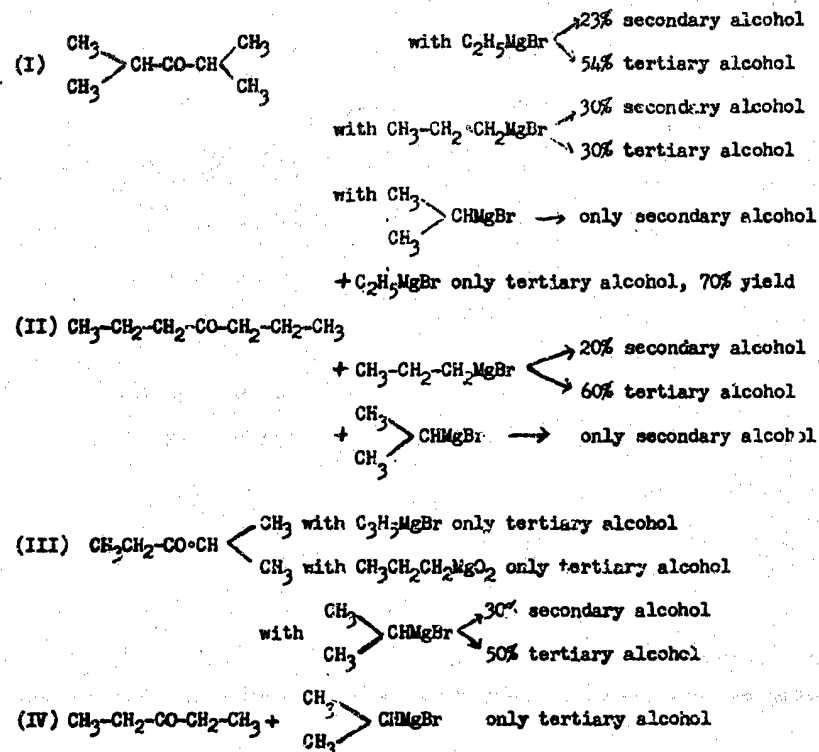 23% secondary alcohol
CH3 CH3
with C2H5MgBr
(I) CH-CO-CH
CH3 CH3
54% tertiary alcohol
30% secondary alcohol
with CH3-CH2-CH2MgBr
30% tertiary alcohol
with CH3
CHMgBr → only secondary alcohol
CH3
+C2H5MgBr only tertiary alcohol, 70% yield
(II) CH3-CH2-CH2-CO-CH2-CH2-CH3
20% secondary alcohol
+ CH3-CH2-CH2MgBr
60% tertiary alcohol
+ CH3
CHMgBr → only secondary alcohol
CH3
CH3 with C3H5MgBr only tertiary alcohol
(III) CH3CH2-CO·CH
CH3 with CH3CH2CH2MgO2 only tertiary alcohol
30% secondary alcohol
CH3
with CHMgBr
CH3
50% tertiary alcohol
CH3
(IV) CH3-CH2-CO-CH2-CH3 + CHMgBr only tertiary alcohol
CH3